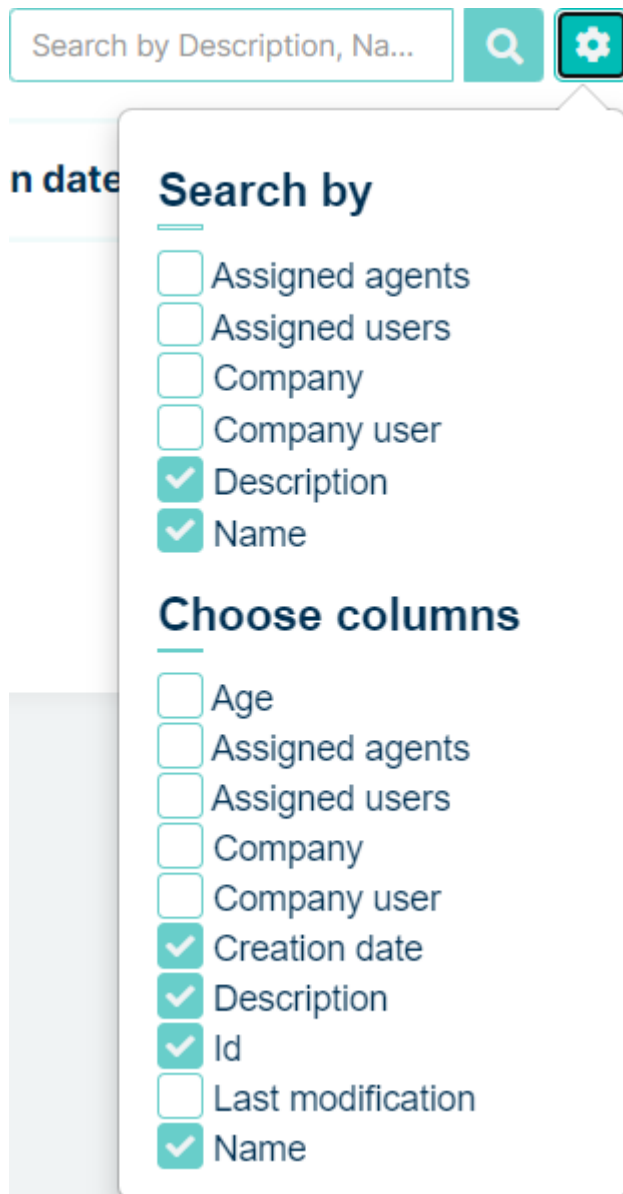 Search by Description, Na...
n date
Search by
Assigned agents
Assigned users
Company
Company user
Description
Name
Choose columns
Age
Assigned agents
Assigned users
Company
Company user
Creation date
Description
Id
Last modification
Name